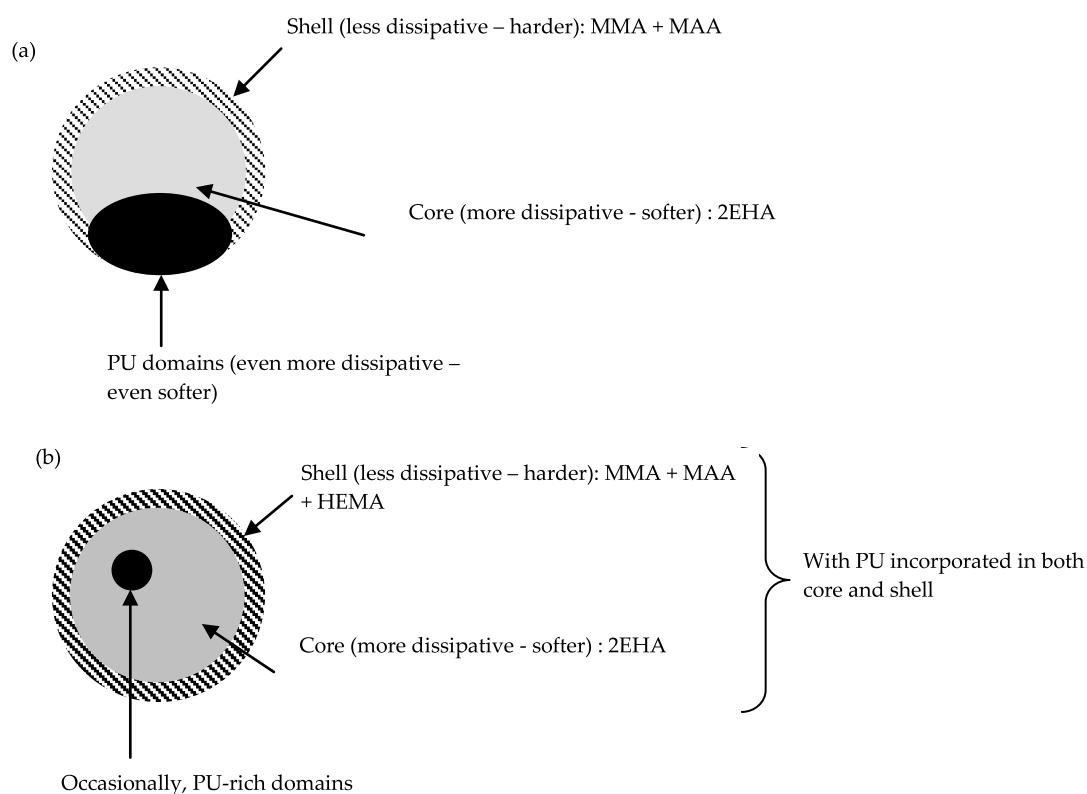 Shell (less dissipative – harder): MMA + MAA
(a)
Core (more dissipative - softer) : 2EHA
PU domains (even more dissipative –
even softer)
(b)
Shell (less dissipative – harder): MMA + MAA
+ HEMA
With PU incorporated in both
core and shell
Core (more dissipative - softer) : 2EHA
Occasionally, PU-rich domains